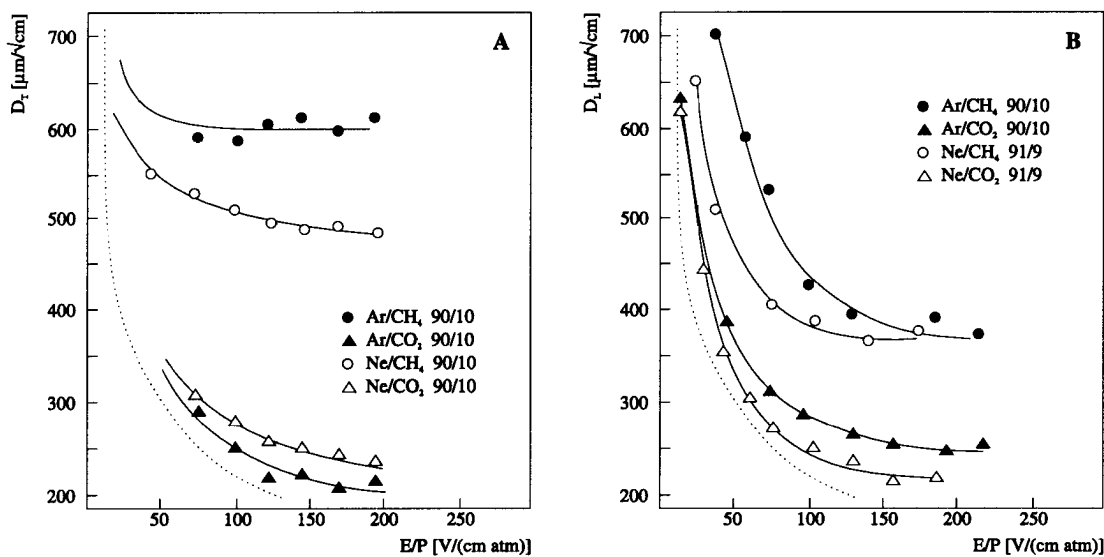 A
D_T [μm/√cm]
700
600
500
400
300
200
50 100 150 200 250
E/P [V/(cm atm)]
Ar/CH₄ 90/10
Ar/CO₂ 90/10
Ne/CH₄ 90/10
Ne/CO₂ 90/10
B
D_L [μm/√cm]
700
600
500
400
300
200
50 100 150 200 250
E/P [V/(cm atm)]
Ar/CH₄ 90/10
Ar/CO₂ 90/10
Ne/CH₄ 91/9
Ne/CO₂ 91/9